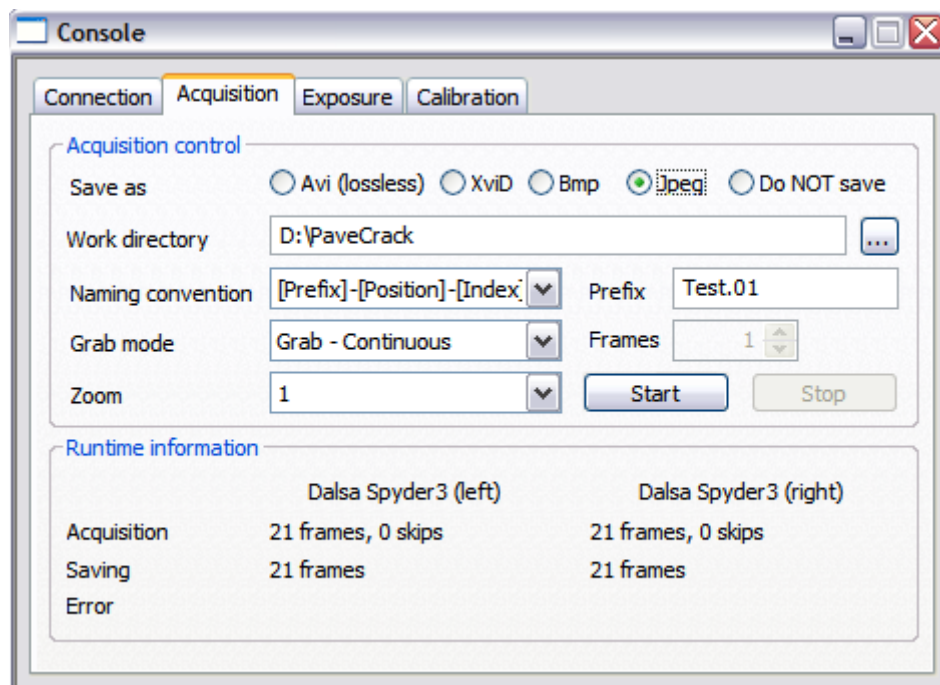 Console
Connection Acquisition Exposure Calibration
Acquisition control
Save as Avi (lossless) XviD Bmp Jpeg Do NOT save
Work directory D:\PaveCrack ...
Naming convention [Prefix]-[Position]-[Index] Prefix Test.01
Grab mode Grab - Continuous Frames 1
Zoom 1 Start Stop
Runtime information
Dalsa Spyder3 (left) Dalsa Spyder3 (right)
Acquisition 21 frames, 0 skips 21 frames, 0 skips
Saving 21 frames 21 frames
Error